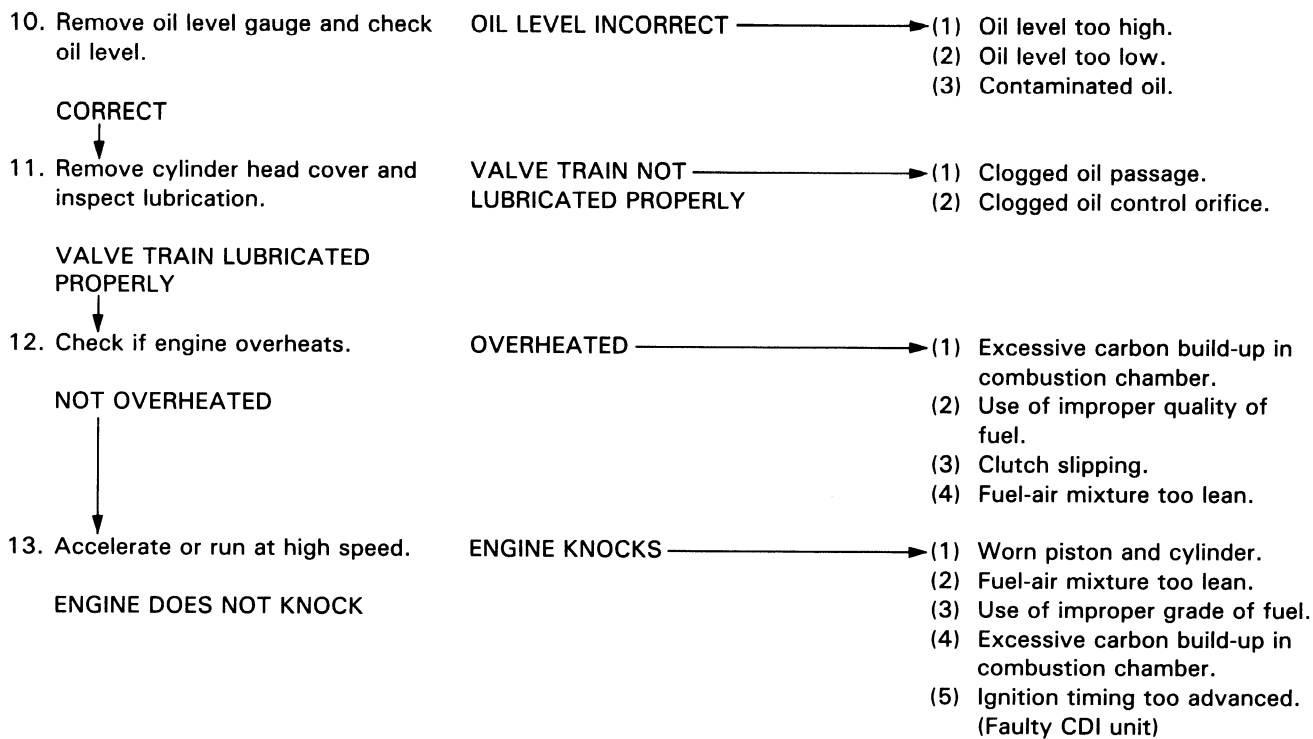 10. Remove oil level gauge and check
oil level.
OIL LEVEL INCORRECT
(1) Oil level too high.
(2) Oil level too low.
(3) Contaminated oil.
CORRECT
11. Remove cylinder head cover and
inspect lubrication.
VALVE TRAIN NOT
LUBRICATED PROPERLY
(1) Clogged oil passage.
(2) Clogged oil control orifice.
VALVE TRAIN LUBRICATED
PROPERLY
12. Check if engine overheats.
OVERHEATED
(1) Excessive carbon build-up in
combustion chamber.
(2) Use of improper quality of
fuel.
(3) Clutch slipping.
(4) Fuel-air mixture too lean.
NOT OVERHEATED
13. Accelerate or run at high speed.
ENGINE KNOCKS
(1) Worn piston and cylinder.
(2) Fuel-air mixture too lean.
(3) Use of improper grade of fuel.
(4) Excessive carbon build-up in
combustion chamber.
(5) Ignition timing too advanced.
(Faulty CDI unit)
ENGINE DOES NOT KNOCK